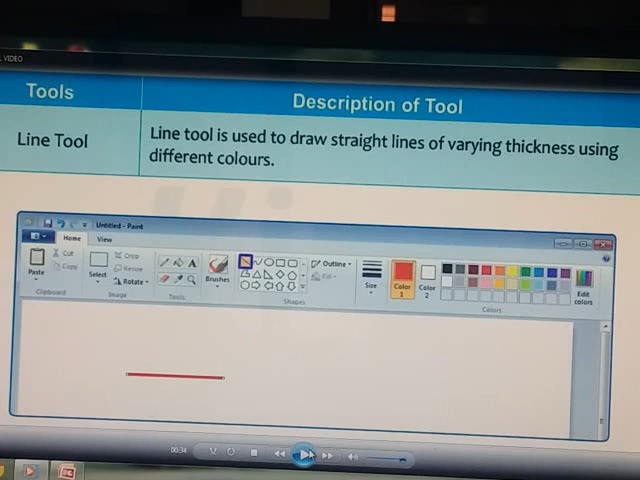 VIDEO
Tools
Description of Tool
Line Tool
Line tool is used to draw straight lines of varying thickness using
different colours.
Untitled - Paint
Home
View
Paste
Cut
Copy
Clipboard
Select
Crop
Resize
Rotate
Image
A
Tools
Brushes
Outline
Fill
Shapes
Size
Color
1
Color
2
Edit
colors
Colors
00:34